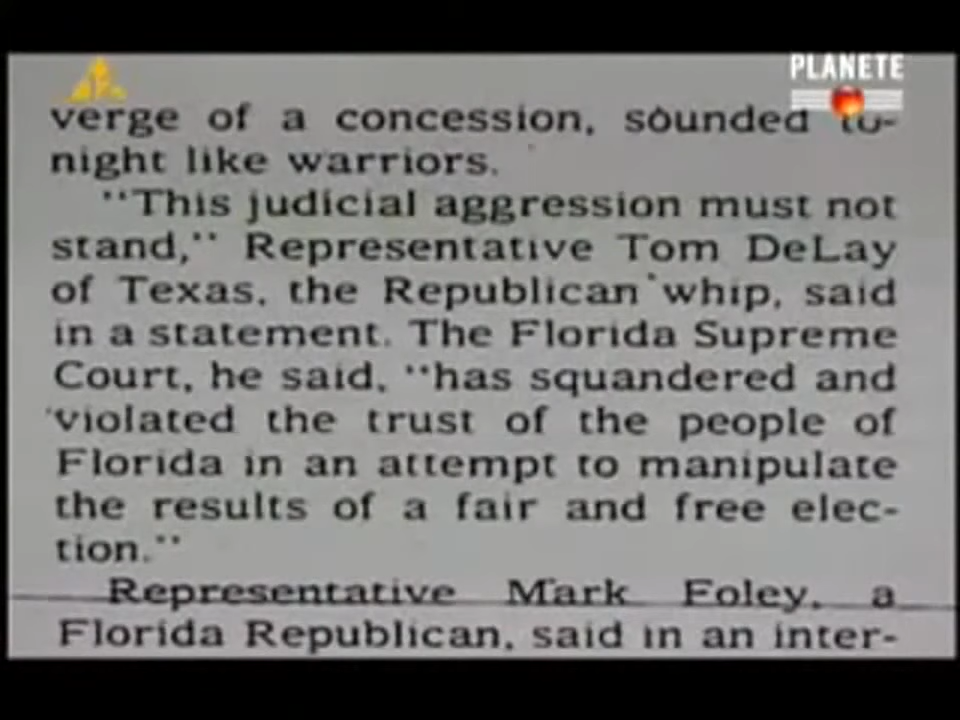 PLANETE
verge of a concession, sounded to-
night like warriors.
"This judicial aggression must not
stand," Representative Tom DeLay
of Texas, the Republican whip, said
in a statement. The Florida Supreme
Court, he said, "has squandered and
violated the trust of the people of
Florida in an attempt to manipulate
the results of a fair and free elec-
tion."
Representative Mark Foley, a
Florida Republican, said in an inter-